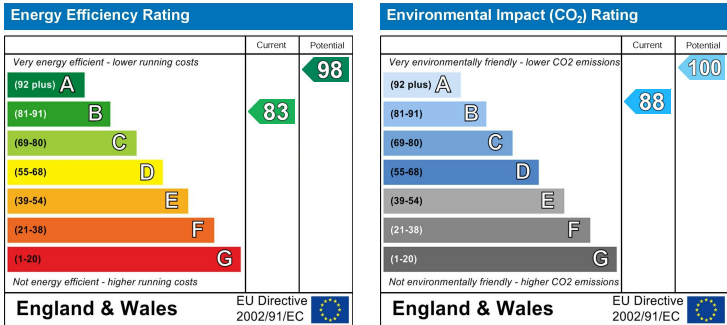 Energy Efficiency Rating
Current Potential
Very energy efficient - lower running costs
98
(92 plus) A
(81-91) B
83
(69-80) C
(55-68) D
(39-54) E
(21-38) F
(1-20) G
Not energy efficient - higher running costs
England & Wales
EU Directive
2002/91/EC
Environmental Impact (CO₂) Rating
Current Potential
Very environmentally friendly - lower CO2 emissions
100
(92 plus) A
88
(81-91) B
(69-80) C
(55-68) D
(39-54) E
(21-38) F
(1-20) G
Not environmentally friendly - higher CO2 emissions
England & Wales
EU Directive
2002/91/EC